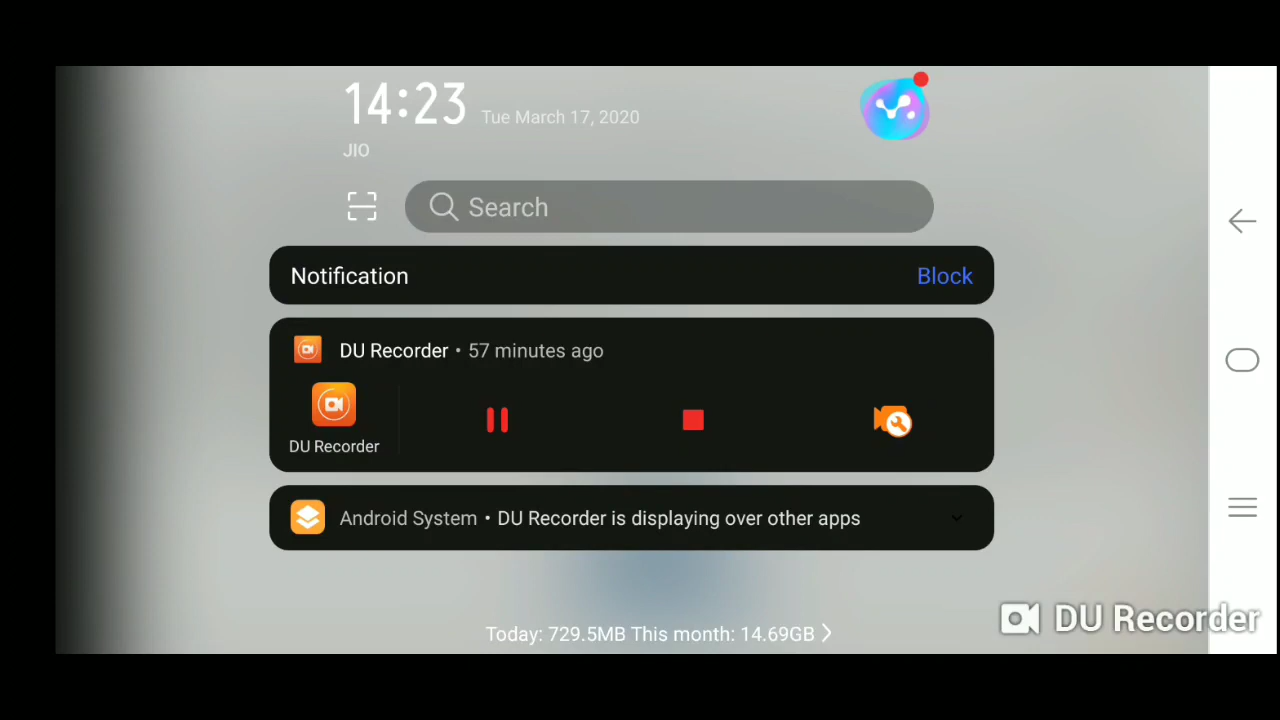 14:23 Tue March 17, 2020
JIO
Search
Notification Block
DU Recorder • 57 minutes ago
DU Recorder
Android System • DU Recorder is displaying over other apps
Today: 729.5MB This month: 14.69GB
DU Recorder